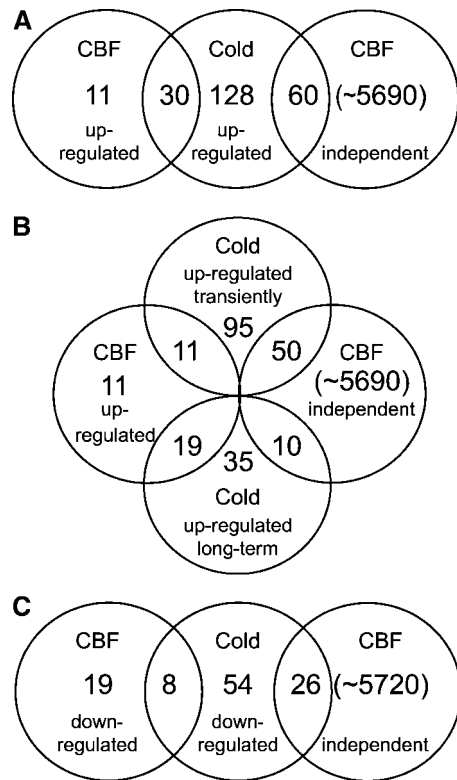 A
CBF Cold CBF
11 30 128 60 (~5690)
up- up-
regulated regulated independent
B
Cold
up-regulated
transiently
95
11 50
CBF CBF
11 (~5690)
up- independent
regulated
19 10
35
Cold
up-regulated
long-term
C
CBF Cold CBF
19 8 54 26 (~5720)
down- down-
regulated regulated independent